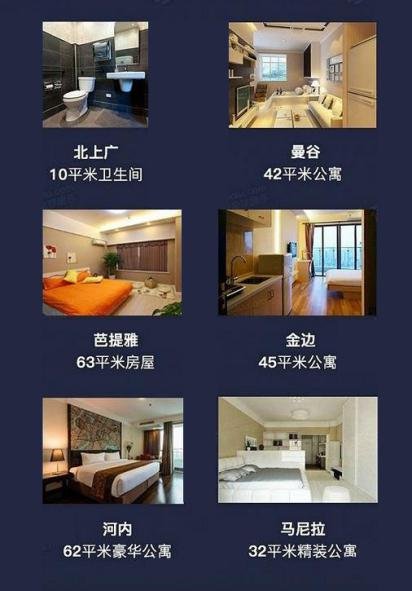 北上广
10平米卫生间
曼谷
42平米公寓
芭提雅
63平米房屋
金边
45平米公寓
河内
62平米豪华公寓
马尼拉
32平米精装公寓